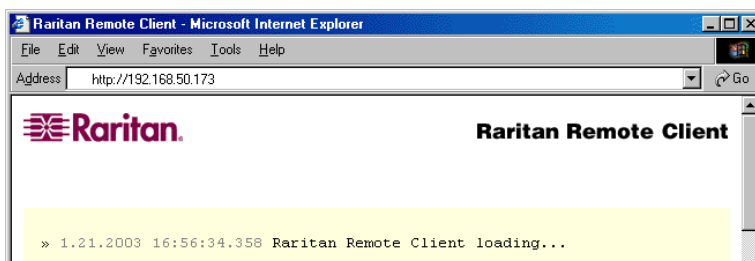 Raritan Remote Client - Microsoft Internet Explorer
File Edit View Favorites Tools Help
Address http://192.168.50.173 Go
Raritan. Raritan Remote Client
» 1.21.2003 16:56:34.358 Raritan Remote Client loading...